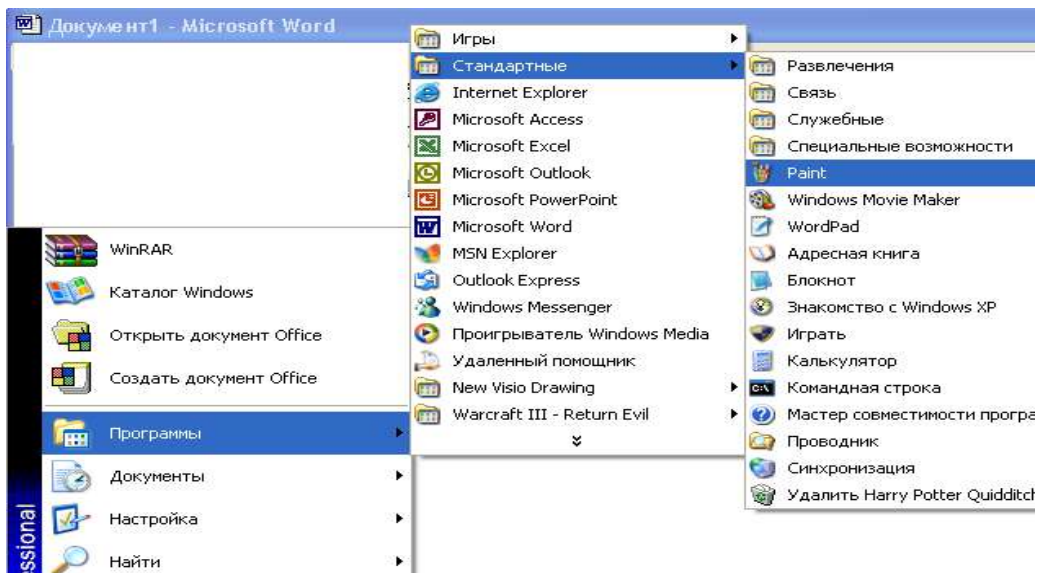 Документ1 - Microsoft Word
Игры
Стандартные
Internet Explorer
Microsoft Access
Microsoft Excel
Microsoft Outlook
Microsoft PowerPoint
Microsoft Word
MSN Explorer
Outlook Express
Windows Messenger
Проигрыватель Windows Media
Удаленный помощник
New Visio Drawing
Warcraft III - Return Evil
Развлечения
Связь
Служебные
Специальные возможности
Paint
Windows Movie Maker
WordPad
Адресная книга
Блокнот
Знакомство с Windows XP
Играть
Калькулятор
Командная строка
Мастер совместимости програ
Проводник
Синхронизация
Удалить Harry Potter Quidditch
WinRAR
Каталог Windows
Открыть документ Office
Создать документ Office
Программы
Документы
Настройка
Найти
essional